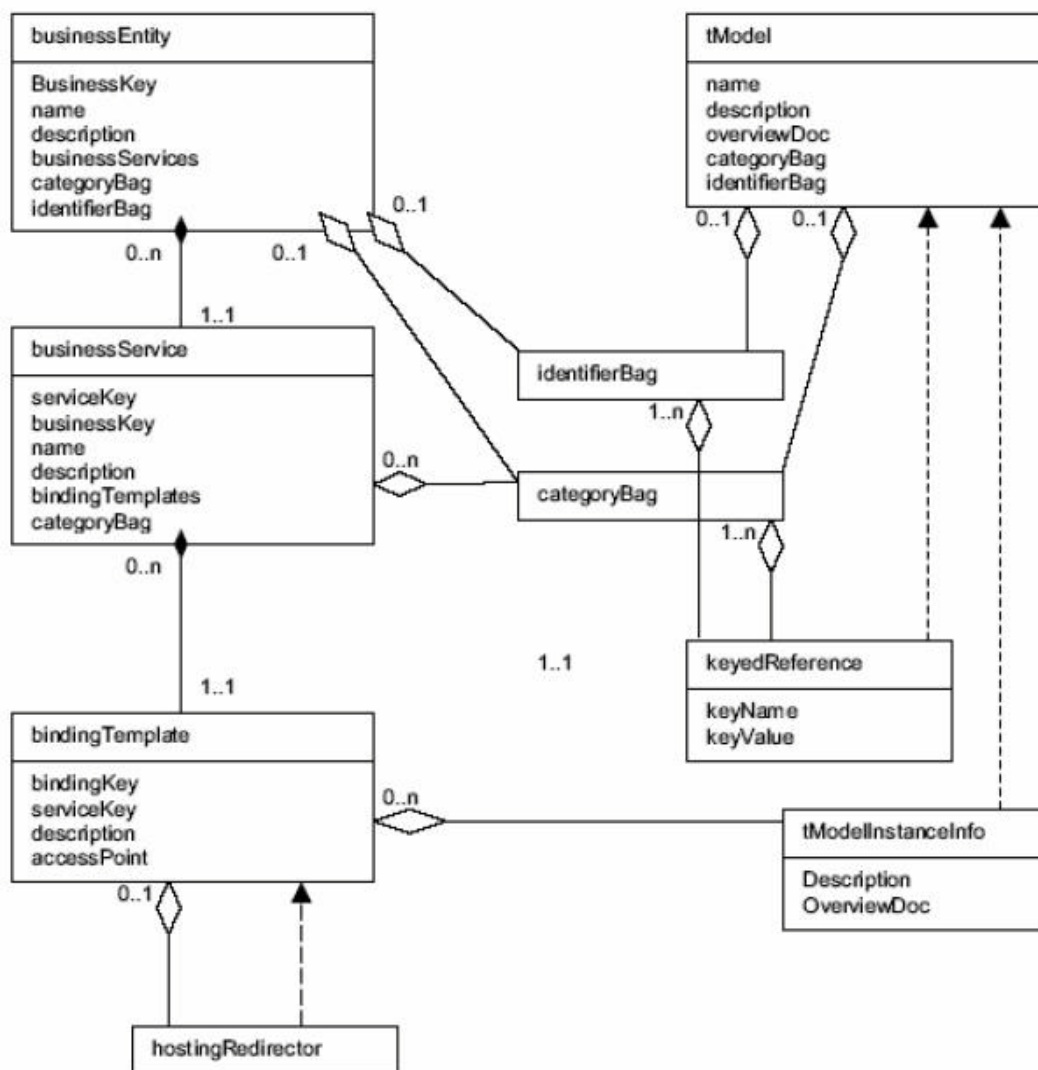 businessEntity
BusinessKey
name
description
businessServices
categoryBag
identifierBag
tModel
name
description
overviewDoc
categoryBag
identifierBag
0..1
0..1
0..1
0..n
0..1
1..1
businessService
serviceKey
businessKey
name
description
bindingTemplates
categoryBag
identifierBag
1..n
0..n
categoryBag
1..n
0..n
1..1
1..1
keyedReference
keyName
keyValue
bindingTemplate
bindingKey
serviceKey
description
accessPoint
0..n
tModelInstanceInfo
Description
OverviewDoc
0..1
hostingRedirector